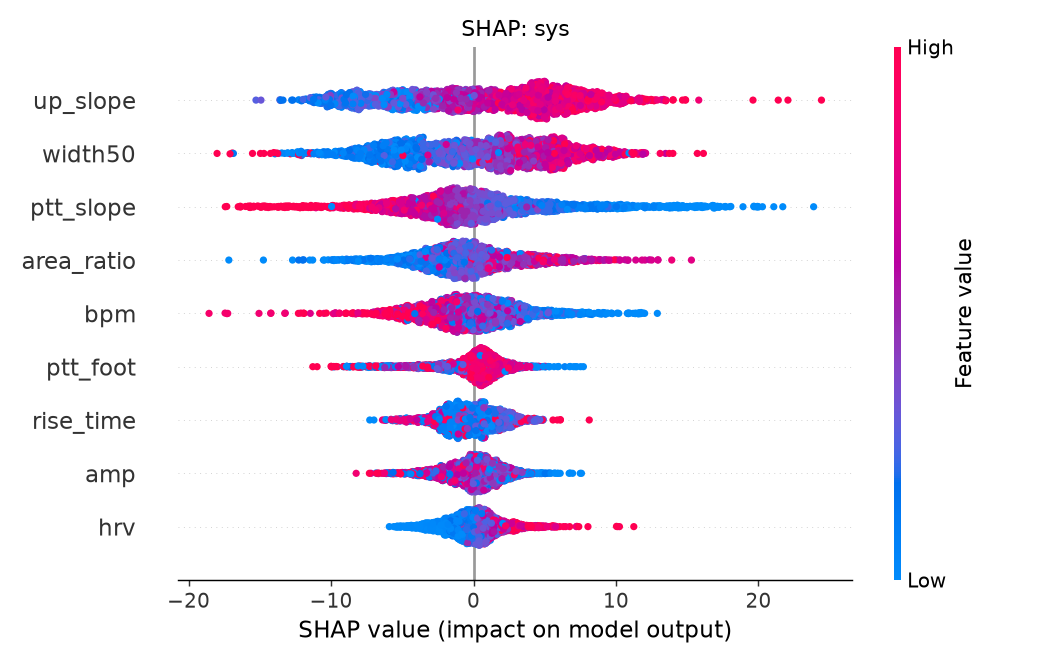 SHAP: sys
High
up_slope
width50
ptt_slope
area_ratio
bpm
ptt_foot
rise_time
amp
hrv
Feature value
Low
−20 −10 0 10 20
SHAP value (impact on model output)